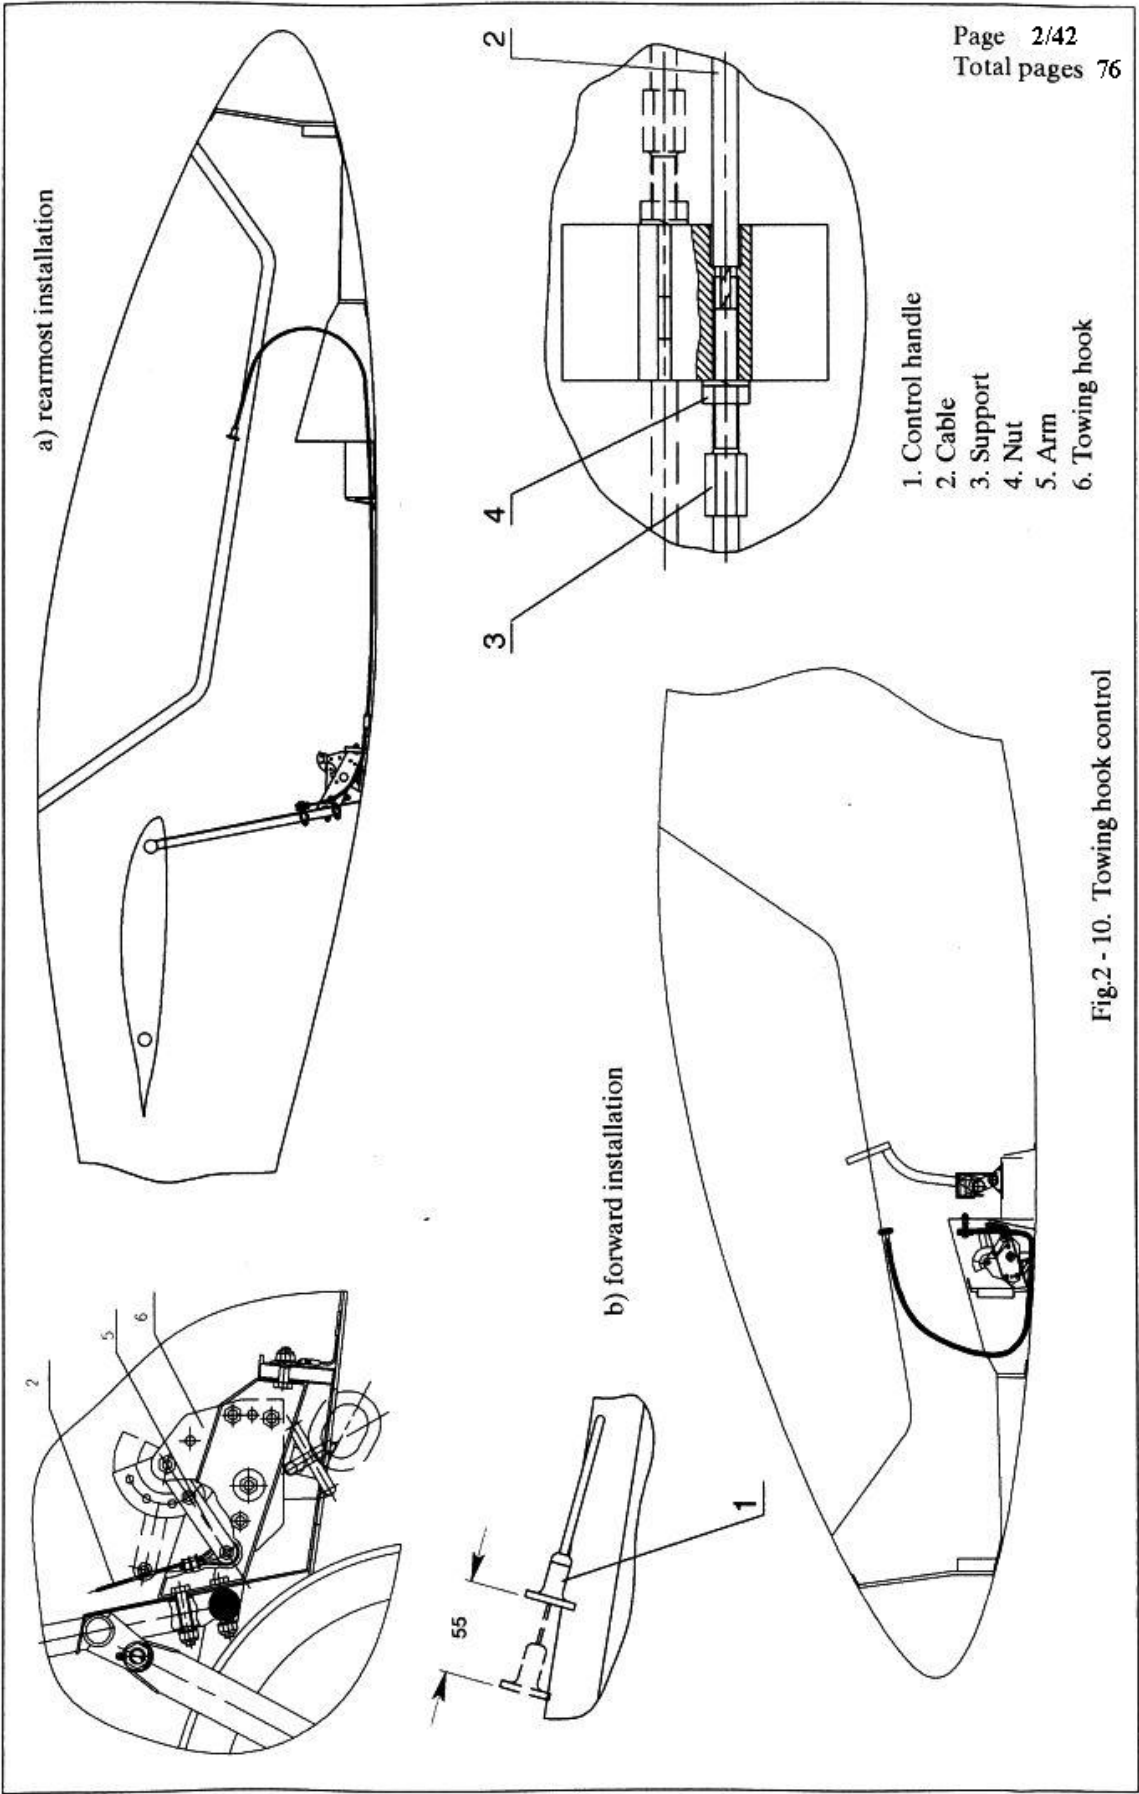 Page 2/42
Total pages 76
a) rearmost installation
2
4
3
1. Control handle
2. Cable
3. Support
4. Nut
5. Arm
6. Towing hook
2
5
6
b) forward installation
55
1
Fig.2 - 10. Towing hook control